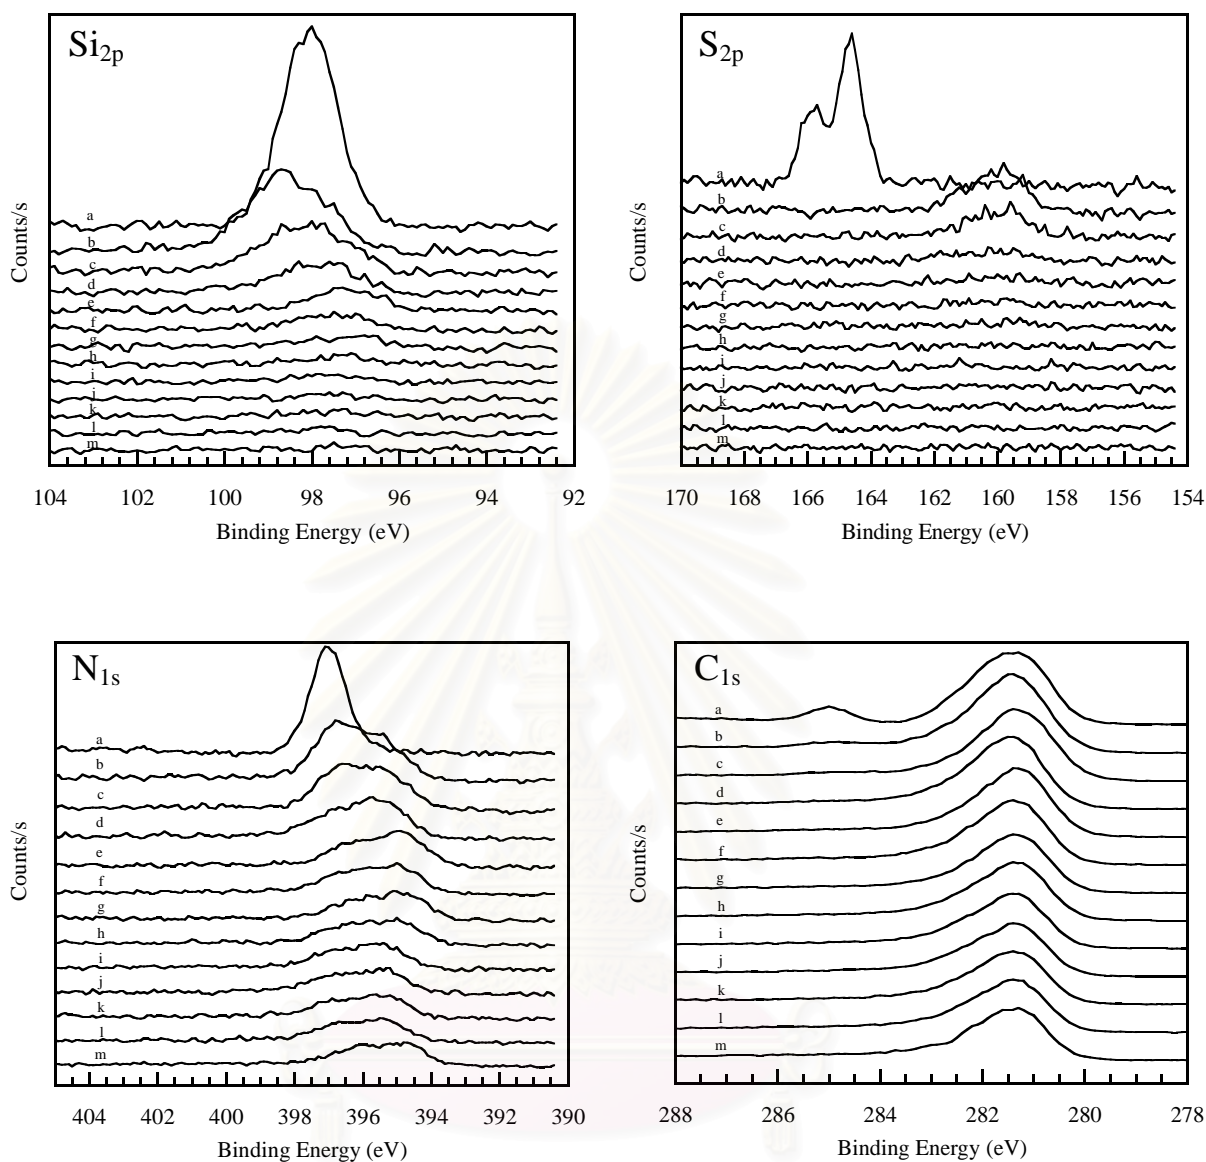 Si2p
Counts/s
a
b
c
d
e
f
g
h
i
j
k
l
m
104 102 100 98 96 94 92
Binding Energy (eV)
S2p
Counts/s
a
b
c
d
e
f
g
h
i
j
k
l
m
170 168 166 164 162 160 158 156 154
Binding Energy (eV)
N1s
Counts/s
a
b
c
d
e
f
g
h
i
j
k
l
m
404 402 400 398 396 394 392 390
Binding Energy (eV)
C1s
Counts/s
a
b
c
d
e
f
g
h
i
j
k
l
m
288 286 284 282 280 278
Binding Energy (eV)